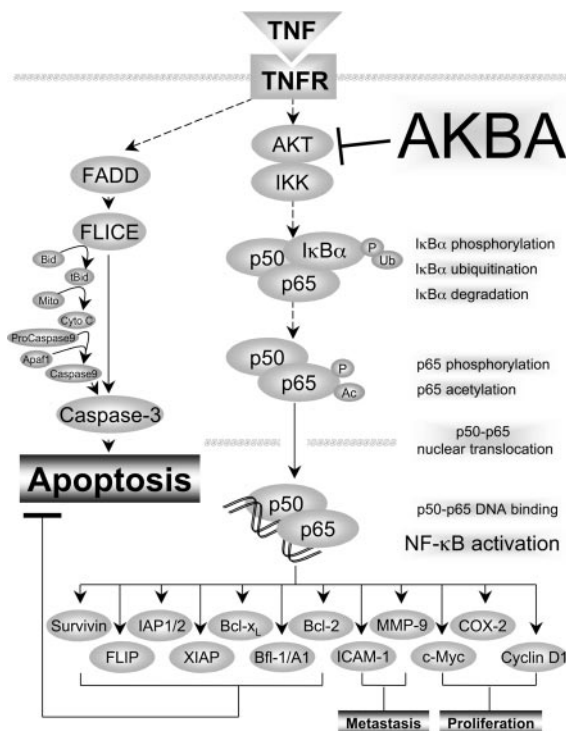 TNF
TNFR
AKBA
AKT
IKK
FADD
FLICE
Bid
tBid
Mito
Cyto C
ProCaspase9
Apaf1
Caspase9
Caspase-3
Apoptosis
p50
IκBα
P
Ub
p65
IκBα phosphorylation
IκBα ubiquitination
IκBα degradation
p50
p65
P
Ac
p65 phosphorylation
p65 acetylation
p50-p65
nuclear translocation
p50
p65
p50-p65 DNA binding
NF-κB activation
Survivin
IAP1/2
Bcl-xL
Bcl-2
MMP-9
COX-2
FLIP
XIAP
Bfl-1/A1
ICAM-1
c-Myc
Cyclin D1
Metastasis
Proliferation